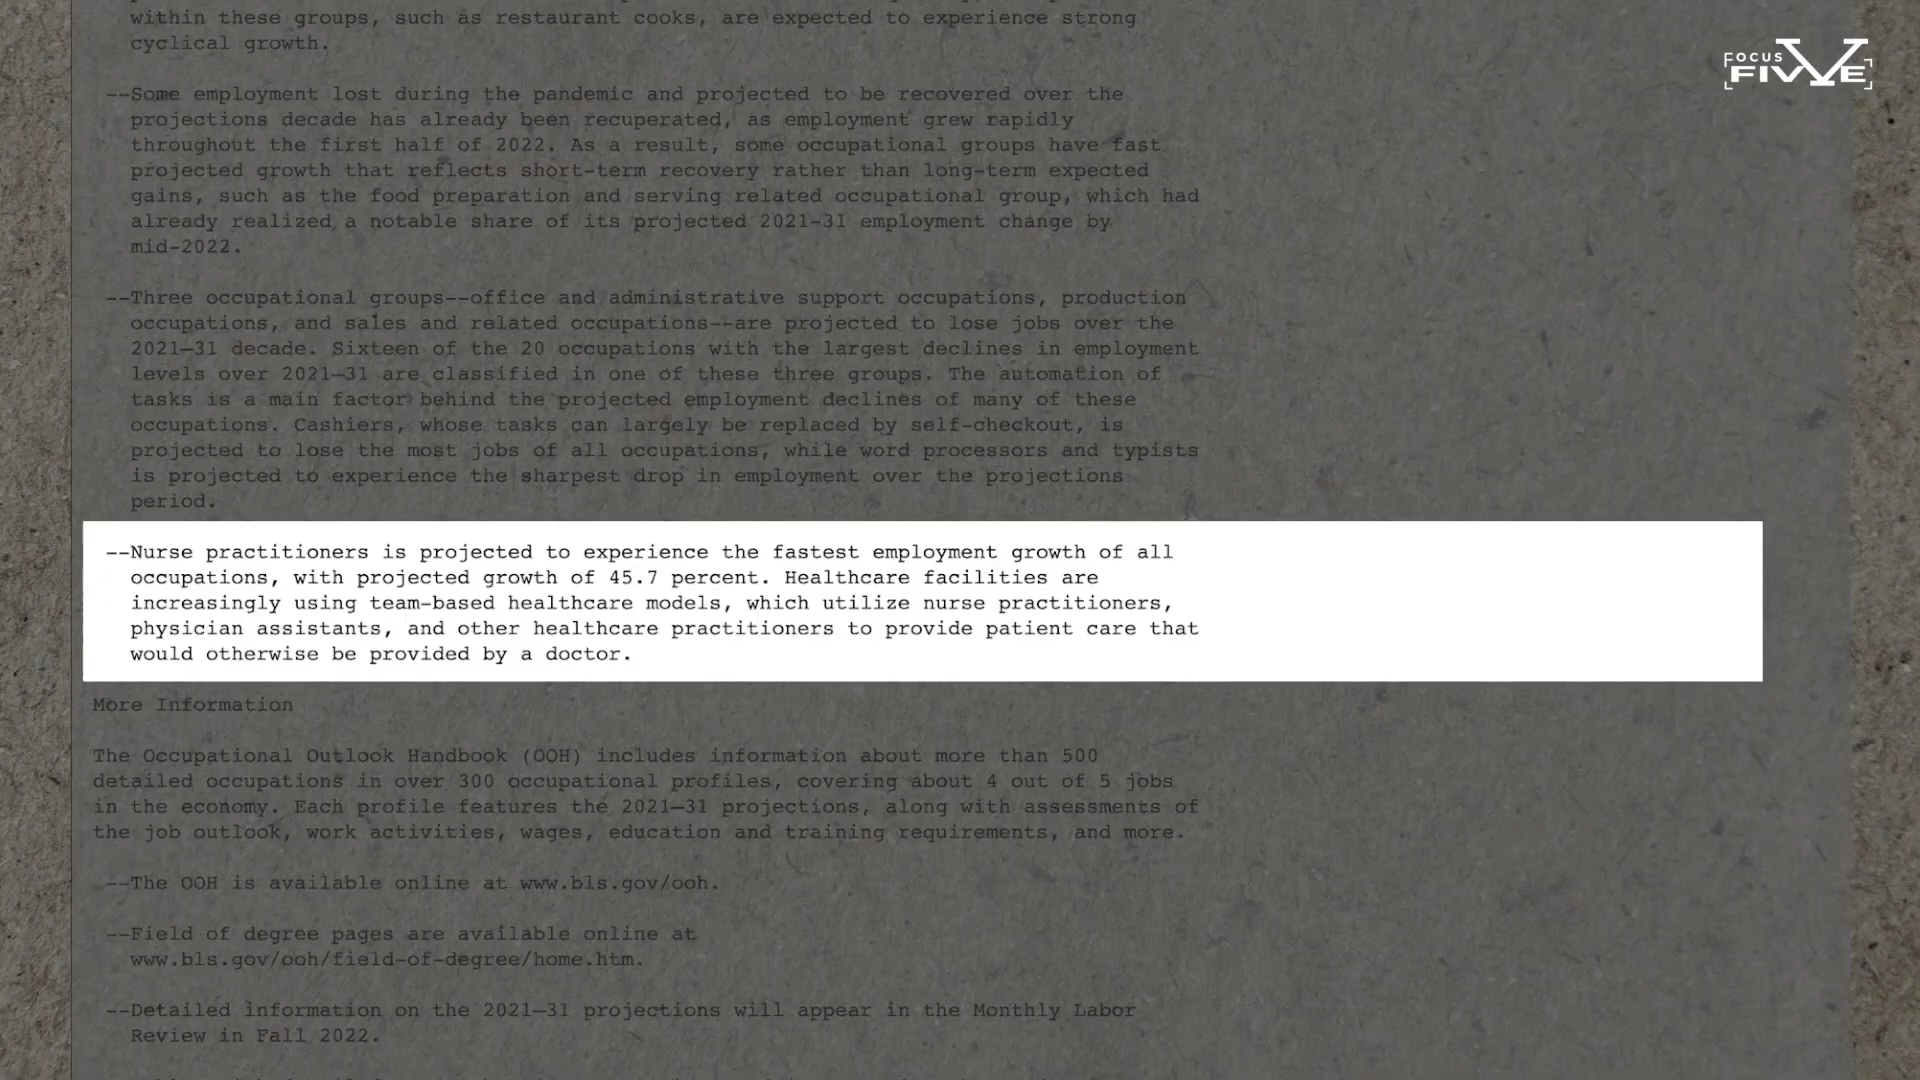 within these groups, such as restaurant cooks, are expected to experience strong
cyclical growth.
FOCUS
FIVE
--Some employment lost during the pandemic and projected to be recovered over the
projections decade has already been recuperated, as employment grew rapidly
throughout the first half of 2022. As a result, some occupational groups have fast
projected growth that reflects short-term recovery rather than long-term expected
gains, such as the food preparation and serving related occupational group, which had
already realized a notable share of its projected 2021-31 employment change by
mid-2022.
--Three occupational groups--office and administrative support occupations, production
occupations, and sales and related occupations--are projected to lose jobs over the
2021–31 decade. Sixteen of the 20 occupations with the largest declines in employment
levels over 2021–31 are classified in one of these three groups. The automation of
tasks is a main factor behind the projected employment declines of many of these
occupations. Cashiers, whose tasks can largely be replaced by self-checkout, is
projected to lose the most jobs of all occupations, while word processors and typists
is projected to experience the sharpest drop in employment over the projections
period.
--Nurse practitioners is projected to experience the fastest employment growth of all
occupations, with projected growth of 45.7 percent. Healthcare facilities are
increasingly using team-based healthcare models, which utilize nurse practitioners,
physician assistants, and other healthcare practitioners to provide patient care that
would otherwise be provided by a doctor.
More Information
The Occupational Outlook Handbook (OOH) includes information about more than 500
detailed occupations in over 300 occupational profiles, covering about 4 out of 5 jobs
in the economy. Each profile features the 2021–31 projections, along with assessments of
the job outlook, work activities, wages, education and training requirements, and more.
--The OOH is available online at www.bls.gov/ooh.
--Field of degree pages are available online at
www.bls.gov/ooh/field-of-degree/home.htm.
--Detailed information on the 2021–31 projections will appear in the Monthly Labor
Review in Fall 2022.